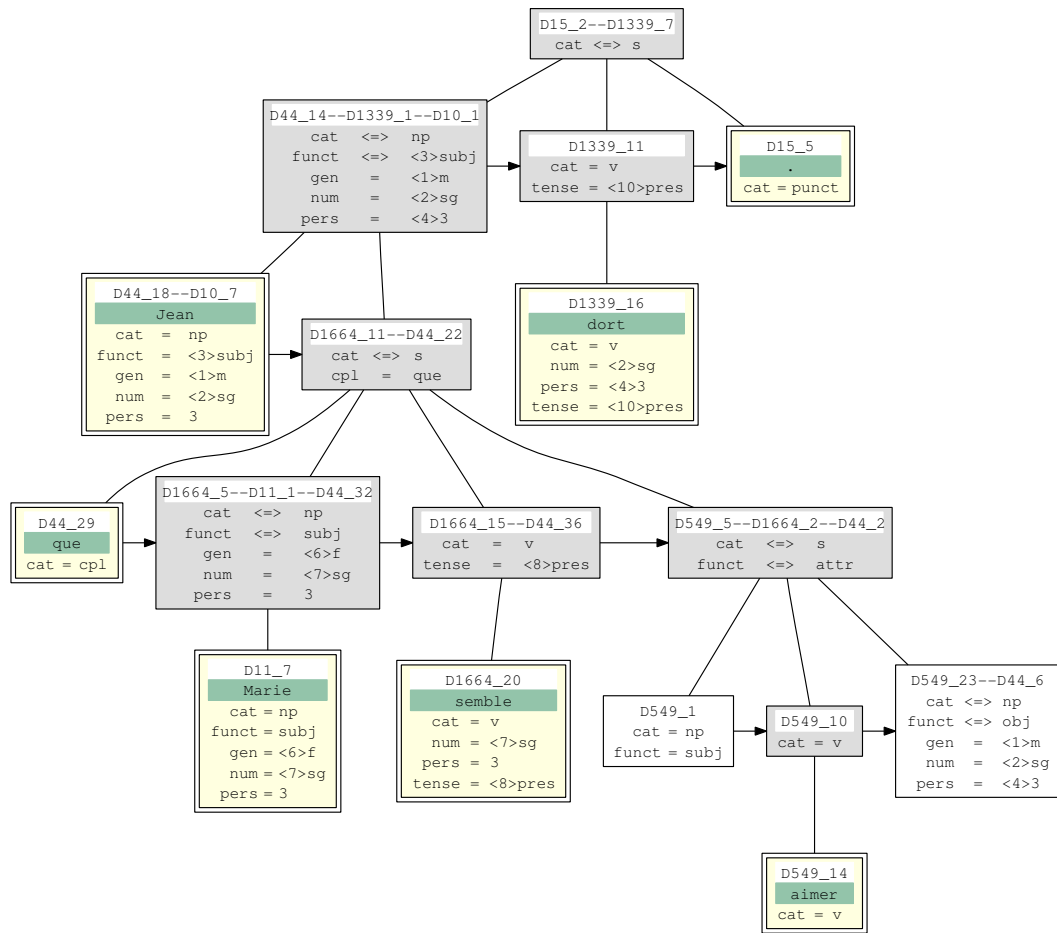 D15_2--D1339_7
cat <=> s
D44_14--D1339_1--D10_1
cat <=> np
funct <=> <3>subj
gen = <1>m
num = <2>sg
pers = <4>3
D1339_11
cat = v
tense = <10>pres
D15_5
.
cat = punct
D44_18--D10_7
Jean
cat = np
funct = <3>subj
gen = <1>m
num = <2>sg
pers = 3
D1664_11--D44_22
cat <=> s
cpl = que
D1339_16
dort
cat = v
num = <2>sg
pers = <4>3
tense = <10>pres
D44_29
que
cat = cpl
D1664_5--D11_1--D44_32
cat <=> np
funct <=> subj
gen = <6>f
num = <7>sg
pers = 3
D1664_15--D44_36
cat = v
tense = <8>pres
D549_5--D1664_2--D44_2
cat <=> s
funct <=> attr
D11_7
Marie
cat = np
funct = subj
gen = <6>f
num = <7>sg
pers = 3
D1664_20
semble
cat = v
num = <7>sg
pers = 3
tense = <8>pres
D549_1
cat = np
funct = subj
D549_10
cat = v
D549_23--D44_6
cat <=> np
funct <=> obj
gen = <1>m
num = <2>sg
pers = <4>3
D549_14
aimer
cat = v